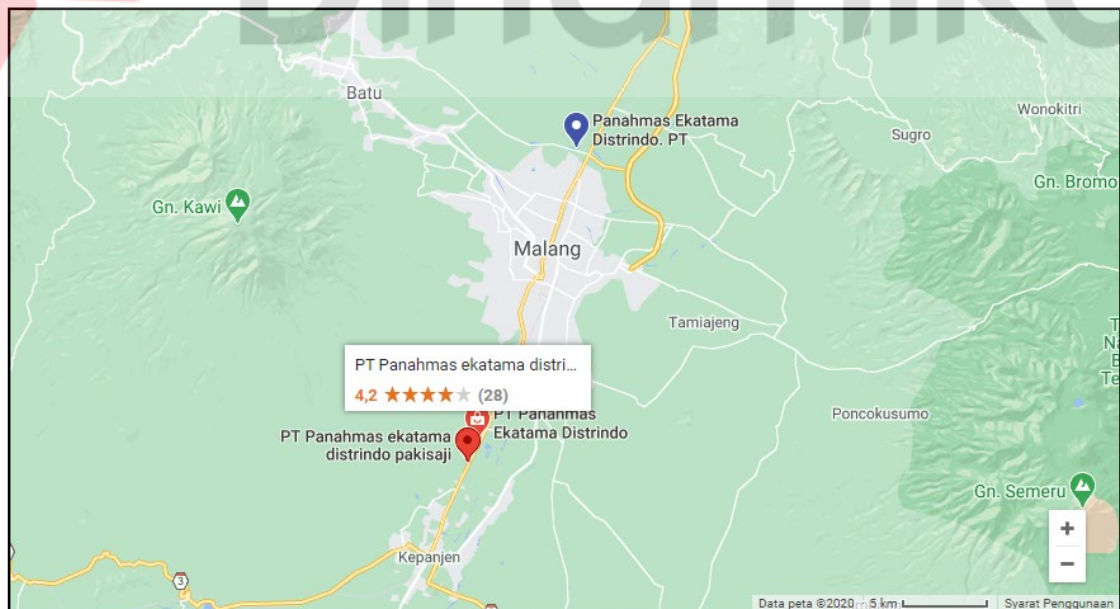 Batu
Panahmas Ekatama
Distrindo. PT
Wonokitri
Sugro
Gn. Bromo
Gn. Kawi
Malang
Tamiajeng
PT Panahmas ekatama distri...
4,2 (28)
PT Panahmas
Ekatama Distrindo
PT Panahmas ekatama
distrindo pakisaji
Poncokusumo
Gn. Semeru
+
−
Kepanjen
3
Data peta ©2020
5 km
Syarat Penggunaan